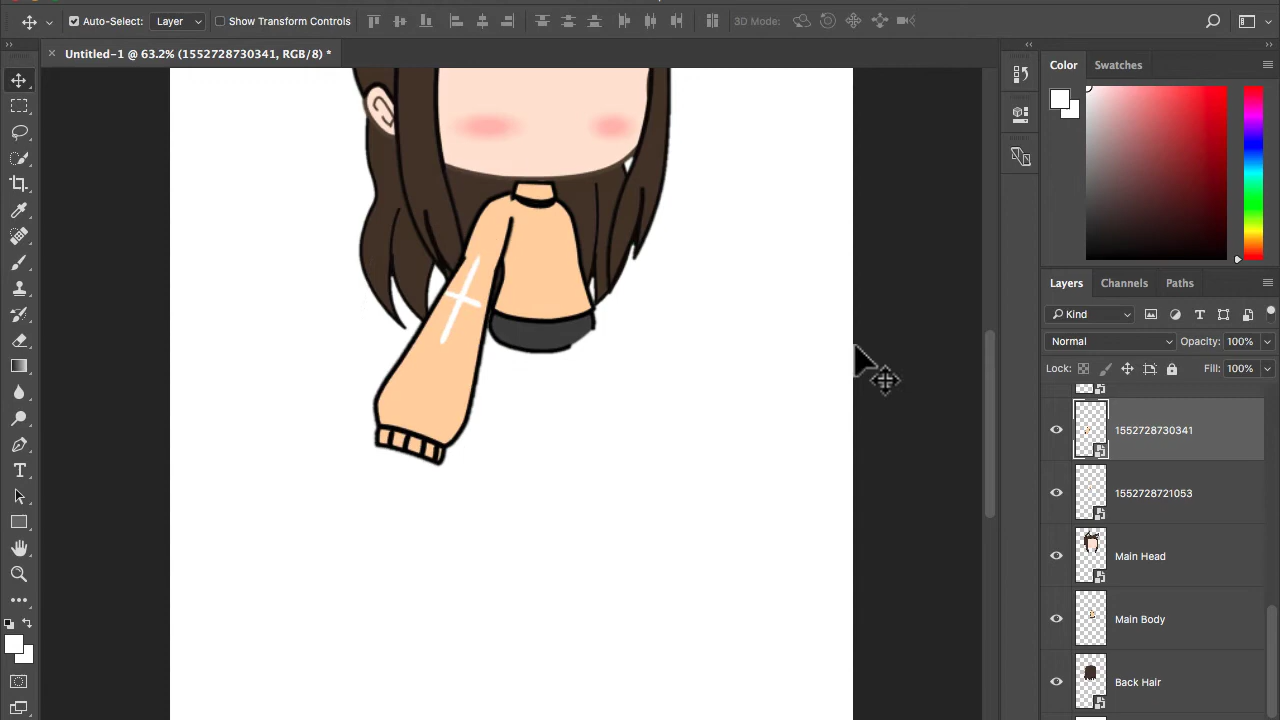 Auto-Select: Layer Show Transform Controls 3D Mode:
× Untitled-1 @ 63.2% (1552728730341, RGB/8) *
Color Swatches
Layers Channels Paths
Kind
Normal Opacity: 100%
Lock: Fill: 100%
1552728730341
1552728721053
Main Head
Main Body
Back Hair